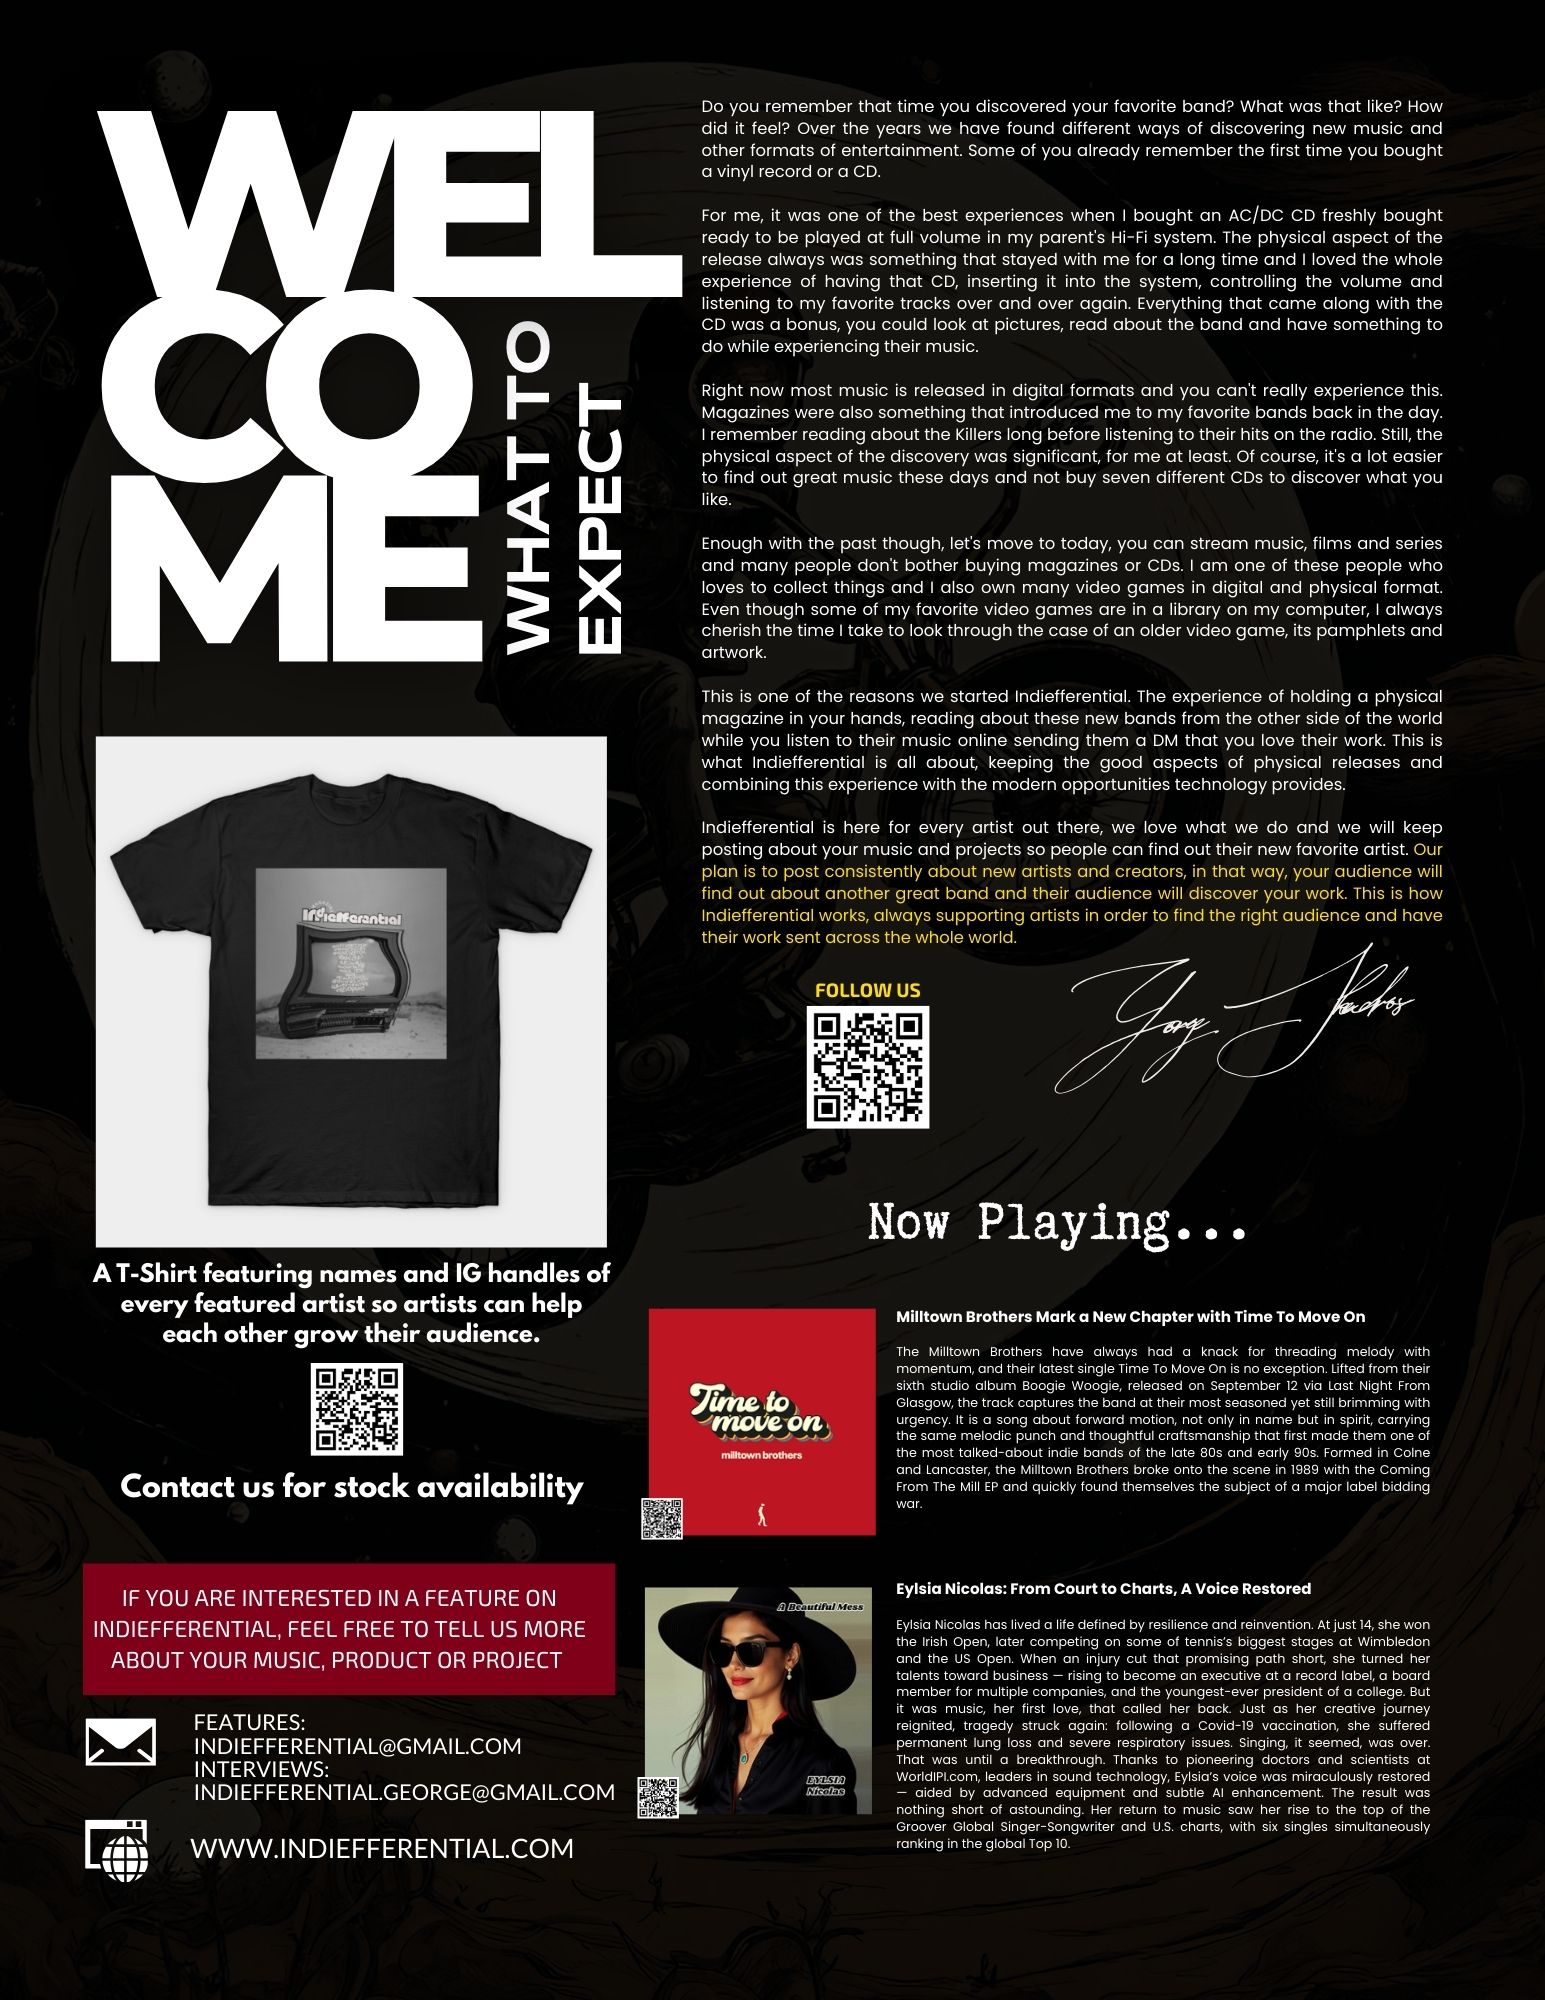 WEL
CO
ME
WHAT TO
EXPECT
Do you remember that time you discovered your favorite band? What was that like? How
did it feel? Over the years we have found different ways of discovering new music and
other formats of entertainment. Some of you already remember the first time you bought
a vinyl record or a CD.
For me, it was one of the best experiences when I bought an AC/DC CD freshly bought
ready to be played at full volume in my parent's Hi-Fi system. The physical aspect of the
release always was something that stayed with me for a long time and I loved the whole
experience of having that CD, inserting it into the system, controlling the volume and
listening to my favorite tracks over and over again. Everything that came along with the
CD was a bonus, you could look at pictures, read about the band and have something to
do while experiencing their music.
Right now most music is released in digital formats and you can't really experience this.
Magazines were also something that introduced me to my favorite bands back in the day.
I remember reading about the Killers long before listening to their hits on the radio. Still, the
physical aspect of the discovery was significant, for me at least. Of course, it's a lot easier
to find out great music these days and not buy seven different CDs to discover what you
like.
Enough with the past though, let's move to today, you can stream music, films and series
and many people don't bother buying magazines or CDs. I am one of these people who
loves to collect things and I also own many video games in digital and physical format.
Even though some of my favorite video games are in a library on my computer, I always
cherish the time I take to look through the case of an older video game, its pamphlets and
artwork.
This is one of the reasons we started Indiefferential. The experience of holding a physical
magazine in your hands, reading about these new bands from the other side of the world
while you listen to their music online sending them a DM that you love their work. This is
what Indiefferential is all about, keeping the good aspects of physical releases and
combining this experience with the modern opportunities technology provides.
Indiefferential is here for every artist out there, we love what we do and we will keep
posting about your music and projects so people can find out their new favorite artist. Our
plan is to post consistently about new artists and creators, in that way, your audience will
find out about another great band and their audience will discover your work. This is how
Indiefferential works, always supporting artists in order to find the right audience and have
their work sent across the whole world.
FOLLOW US
Indiefferential
A T-Shirt featuring names and IG handles of
every featured artist so artists can help
each other grow their audience.
Contact us for stock availability
IF YOU ARE INTERESTED IN A FEATURE ON
INDIEFFERENTIAL, FEEL FREE TO TELL US MORE
ABOUT YOUR MUSIC, PRODUCT OR PROJECT
FEATURES:
INDIEFFERENTIAL@GMAIL.COM
INTERVIEWS:
INDIEFFERENTIAL.GEORGE@GMAIL.COM
WWW.INDIEFFERENTIAL.COM
Now Playing...
Time to
move on
milltown brothers
Milltown Brothers Mark a New Chapter with Time To Move On
The Milltown Brothers have always had a knack for threading melody with
momentum, and their latest single Time To Move On is no exception. Lifted from their
sixth studio album Boogie Woogie, released on September 12 via Last Night From
Glasgow, the track captures the band at their most seasoned yet still brimming with
urgency. It is a song about forward motion, not only in name but in spirit, carrying
the same melodic punch and thoughtful craftsmanship that first made them one of
the most talked-about indie bands of the late 80s and early 90s. Formed in Colne
and Lancaster, the Milltown Brothers broke onto the scene in 1989 with the Coming
From The Mill EP and quickly found themselves the subject of a major label bidding
war.
A Beautiful Mess
EYLSIA
Nicolas
Eylsia Nicolas: From Court to Charts, A Voice Restored
Eylsia Nicolas has lived a life defined by resilience and reinvention. At just 14, she won
the Irish Open, later competing on some of tennis’s biggest stages at Wimbledon
and the US Open. When an injury cut that promising path short, she turned her
talents toward business — rising to become an executive at a record label, a board
member for multiple companies, and the youngest-ever president of a college. But
it was music, her first love, that called her back. Just as her creative journey
reignited, tragedy struck again: following a Covid-19 vaccination, she suffered
permanent lung loss and severe respiratory issues. Singing, it seemed, was over.
That was until a breakthrough. Thanks to pioneering doctors and scientists at
WorldIPI.com, leaders in sound technology, Eylsia’s voice was miraculously restored
— aided by advanced equipment and subtle AI enhancement. The result was
nothing short of astounding. Her return to music saw her rise to the top of the
Groover Global Singer-Songwriter and U.S. charts, with six singles simultaneously
ranking in the global Top 10.